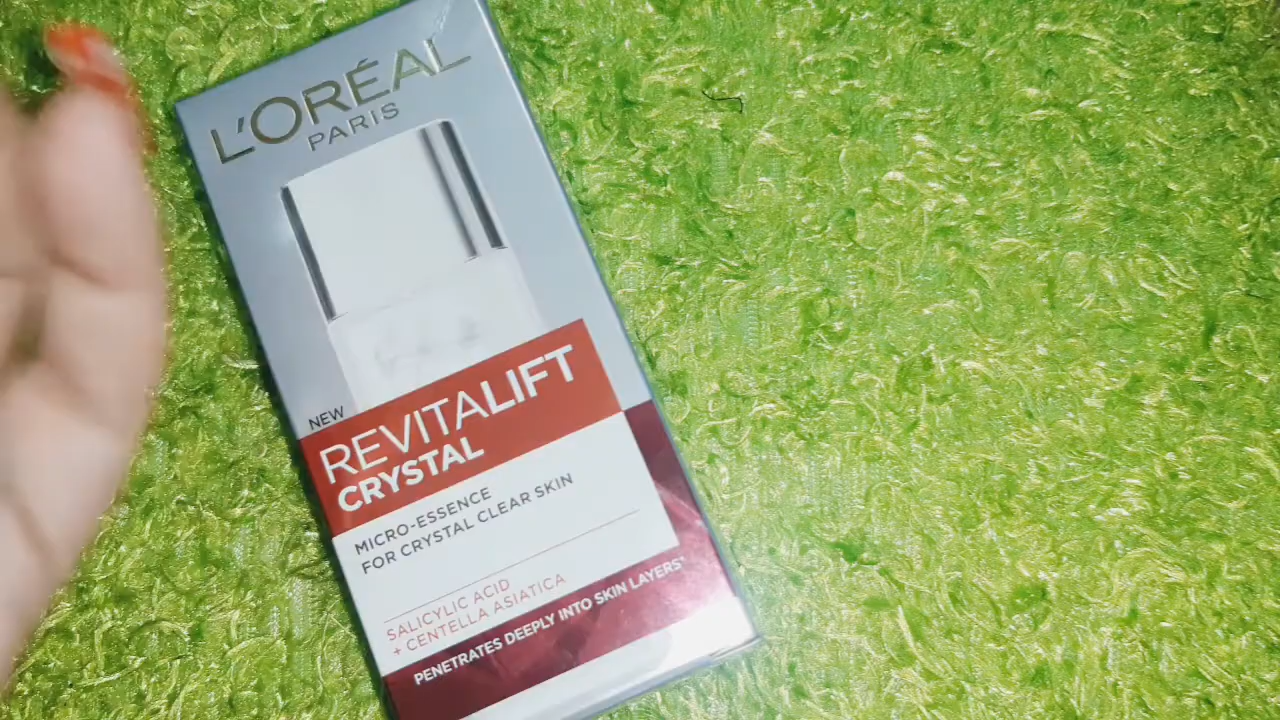 L'ORÉAL
PARIS
NEW
REVITALIFT
CRYSTAL
MICRO-ESSENCE
FOR CRYSTAL CLEAR SKIN
SALICYLIC ACID
+ CENTELLA ASIATICA
PENETRATES DEEPLY INTO SKIN LAYERS*